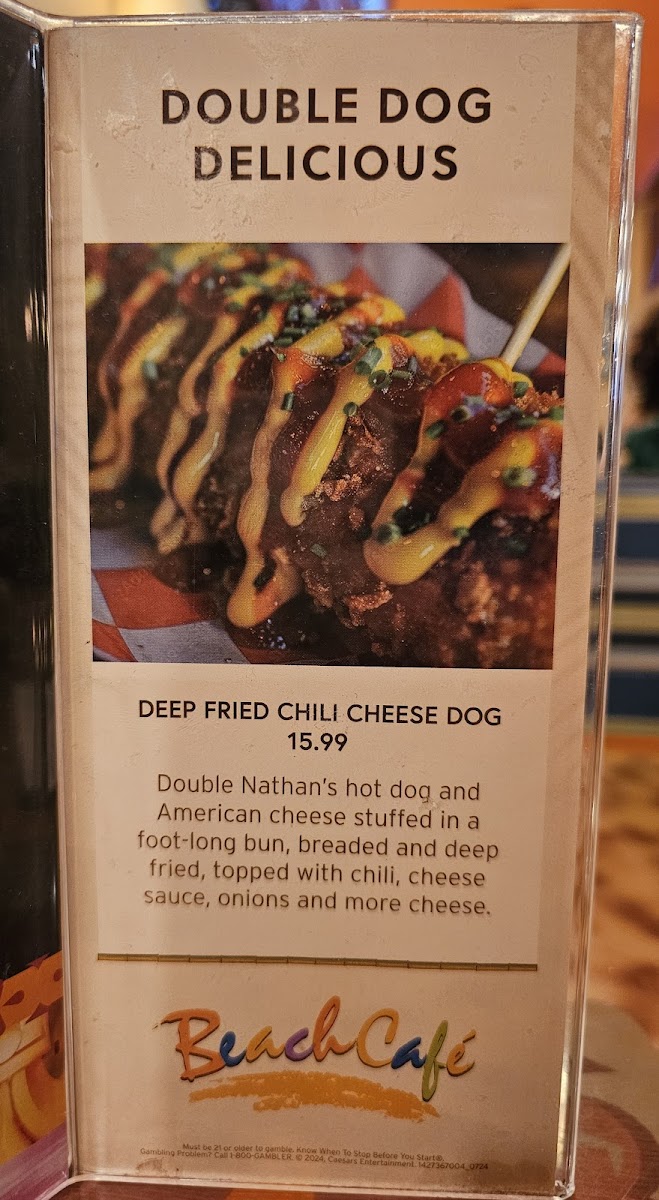 DOUBLE DOG
DELICIOUS
DEEP FRIED CHILI CHEESE DOG
15.99
Double Nathan's hot dog and
American cheese stuffed in a
foot-long bun, breaded and deep
fried, topped with chili, cheese
sauce, onions and more cheese.
BeachCafé
Must be 21 or older to gamble. Know When To Stop Before You Start®.
Gambling Problem? Call 1-800-GAMBLER. © 2024, Caesars Entertainment. 1427367004_0724